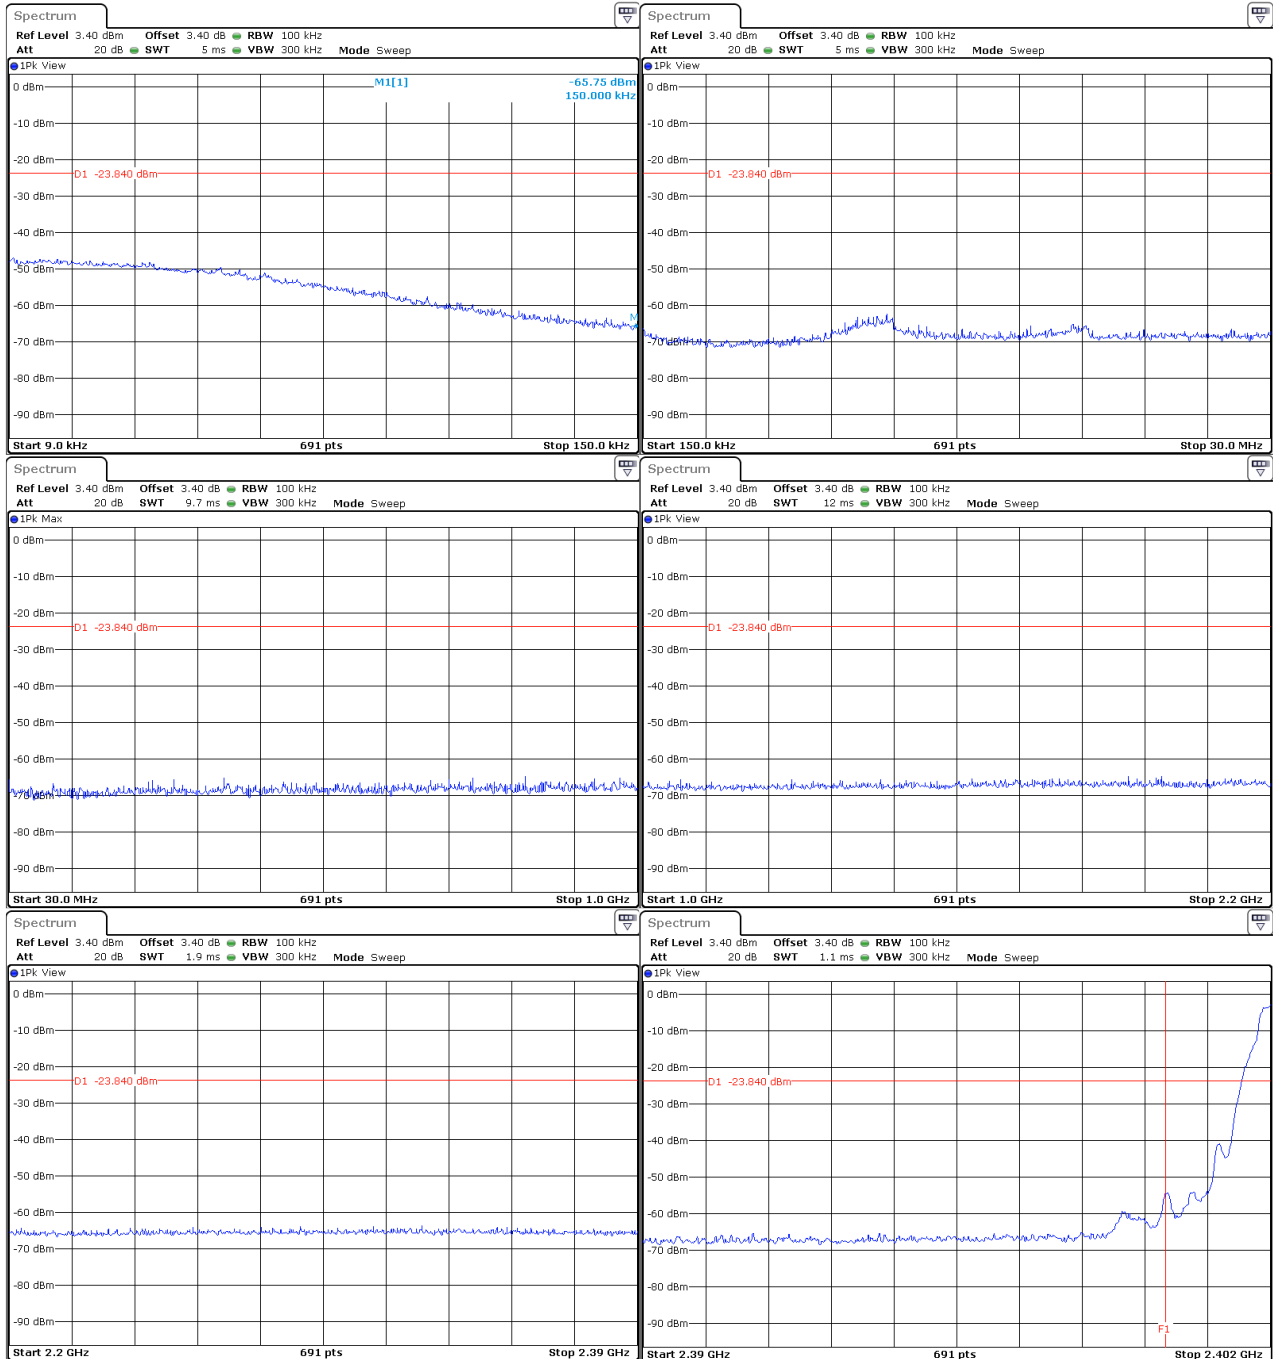 Spectrum
Ref Level 3.40 dBm Offset 3.40 dB RBW 100 kHz
Att 20 dB SWT 5 ms VBW 300 kHz Mode Sweep
1Pk View
M1[1] -65.75 dBm
150.000 kHz
0 dBm
-10 dBm
-20 dBm
D1 -23.840 dBm
-30 dBm
-40 dBm
-50 dBm
-60 dBm
M
-70 dBm
-80 dBm
-90 dBm
Start 9.0 kHz 691 pts Stop 150.0 kHz
Spectrum
Ref Level 3.40 dBm Offset 3.40 dB RBW 100 kHz
Att 20 dB SWT 5 ms VBW 300 kHz Mode Sweep
1Pk View
0 dBm
-10 dBm
-20 dBm
D1 -23.840 dBm
-30 dBm
-40 dBm
-50 dBm
-60 dBm
-70 dBm
-80 dBm
-90 dBm
Start 150.0 kHz 691 pts Stop 30.0 MHz
Spectrum
Ref Level 3.40 dBm Offset 3.40 dB RBW 100 kHz
Att 20 dB SWT 9.7 ms VBW 300 kHz Mode Sweep
1Pk Max
0 dBm
-10 dBm
-20 dBm
D1 -23.840 dBm
-30 dBm
-40 dBm
-50 dBm
-60 dBm
-70 dBm
-80 dBm
-90 dBm
Start 30.0 MHz 691 pts Stop 1.0 GHz
Spectrum
Ref Level 3.40 dBm Offset 3.40 dB RBW 100 kHz
Att 20 dB SWT 12 ms VBW 300 kHz Mode Sweep
1Pk View
0 dBm
-10 dBm
-20 dBm
D1 -23.840 dBm
-30 dBm
-40 dBm
-50 dBm
-60 dBm
-70 dBm
-80 dBm
-90 dBm
Start 1.0 GHz 691 pts Stop 2.2 GHz
Spectrum
Ref Level 3.40 dBm Offset 3.40 dB RBW 100 kHz
Att 20 dB SWT 1.9 ms VBW 300 kHz Mode Sweep
1Pk View
0 dBm
-10 dBm
-20 dBm
D1 -23.840 dBm
-30 dBm
-40 dBm
-50 dBm
-60 dBm
-70 dBm
-80 dBm
-90 dBm
Start 2.2 GHz 691 pts Stop 2.39 GHz
Spectrum
Ref Level 3.40 dBm Offset 3.40 dB RBW 100 kHz
Att 20 dB SWT 1.1 ms VBW 300 kHz Mode Sweep
1Pk View
0 dBm
-10 dBm
-20 dBm
D1 -23.840 dBm
-30 dBm
-40 dBm
-50 dBm
-60 dBm
-70 dBm
-80 dBm
-90 dBm
F1
Start 2.39 GHz 691 pts Stop 2.402 GHz